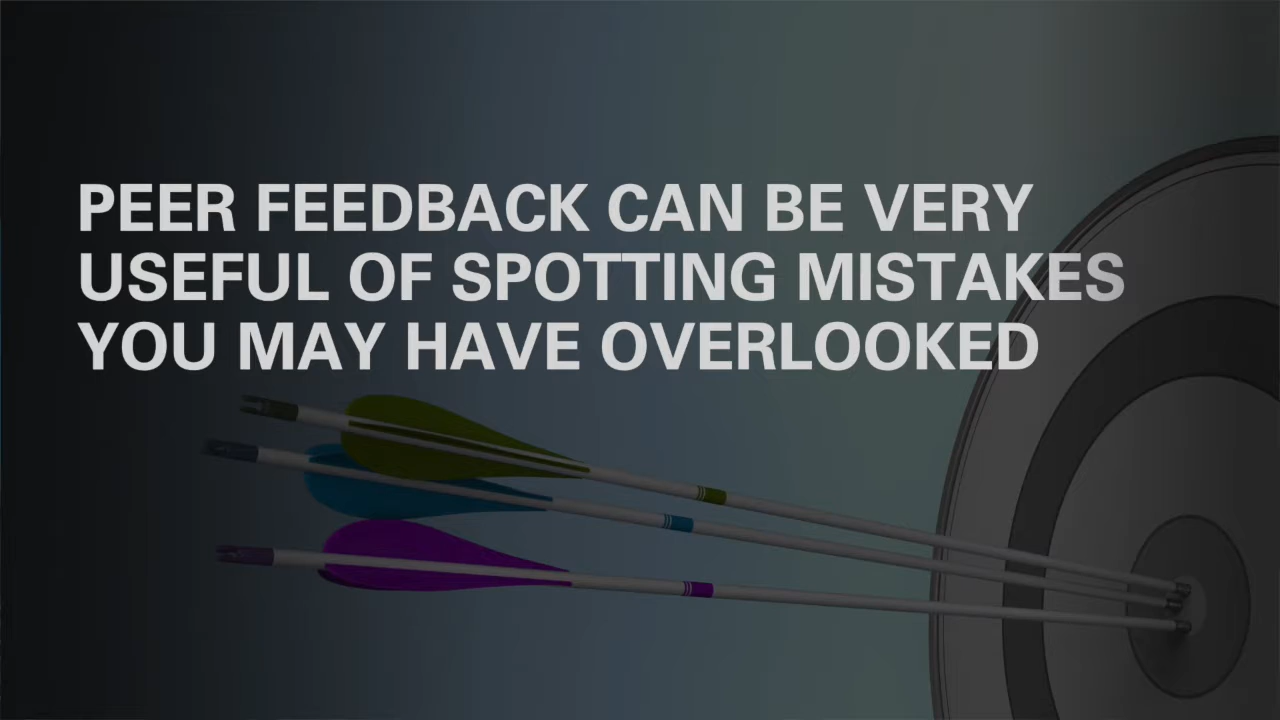 PEER FEEDBACK CAN BE VERY
USEFUL OF SPOTTING MISTAKES
YOU MAY HAVE OVERLOOKED